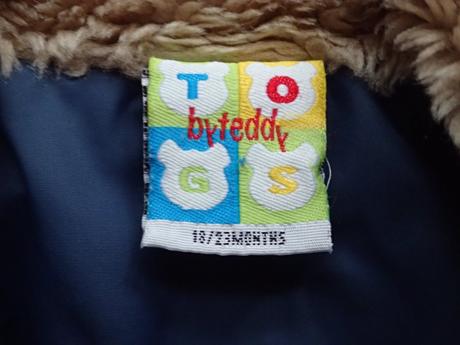 TO
byteddy
GS
18/23MONTHS